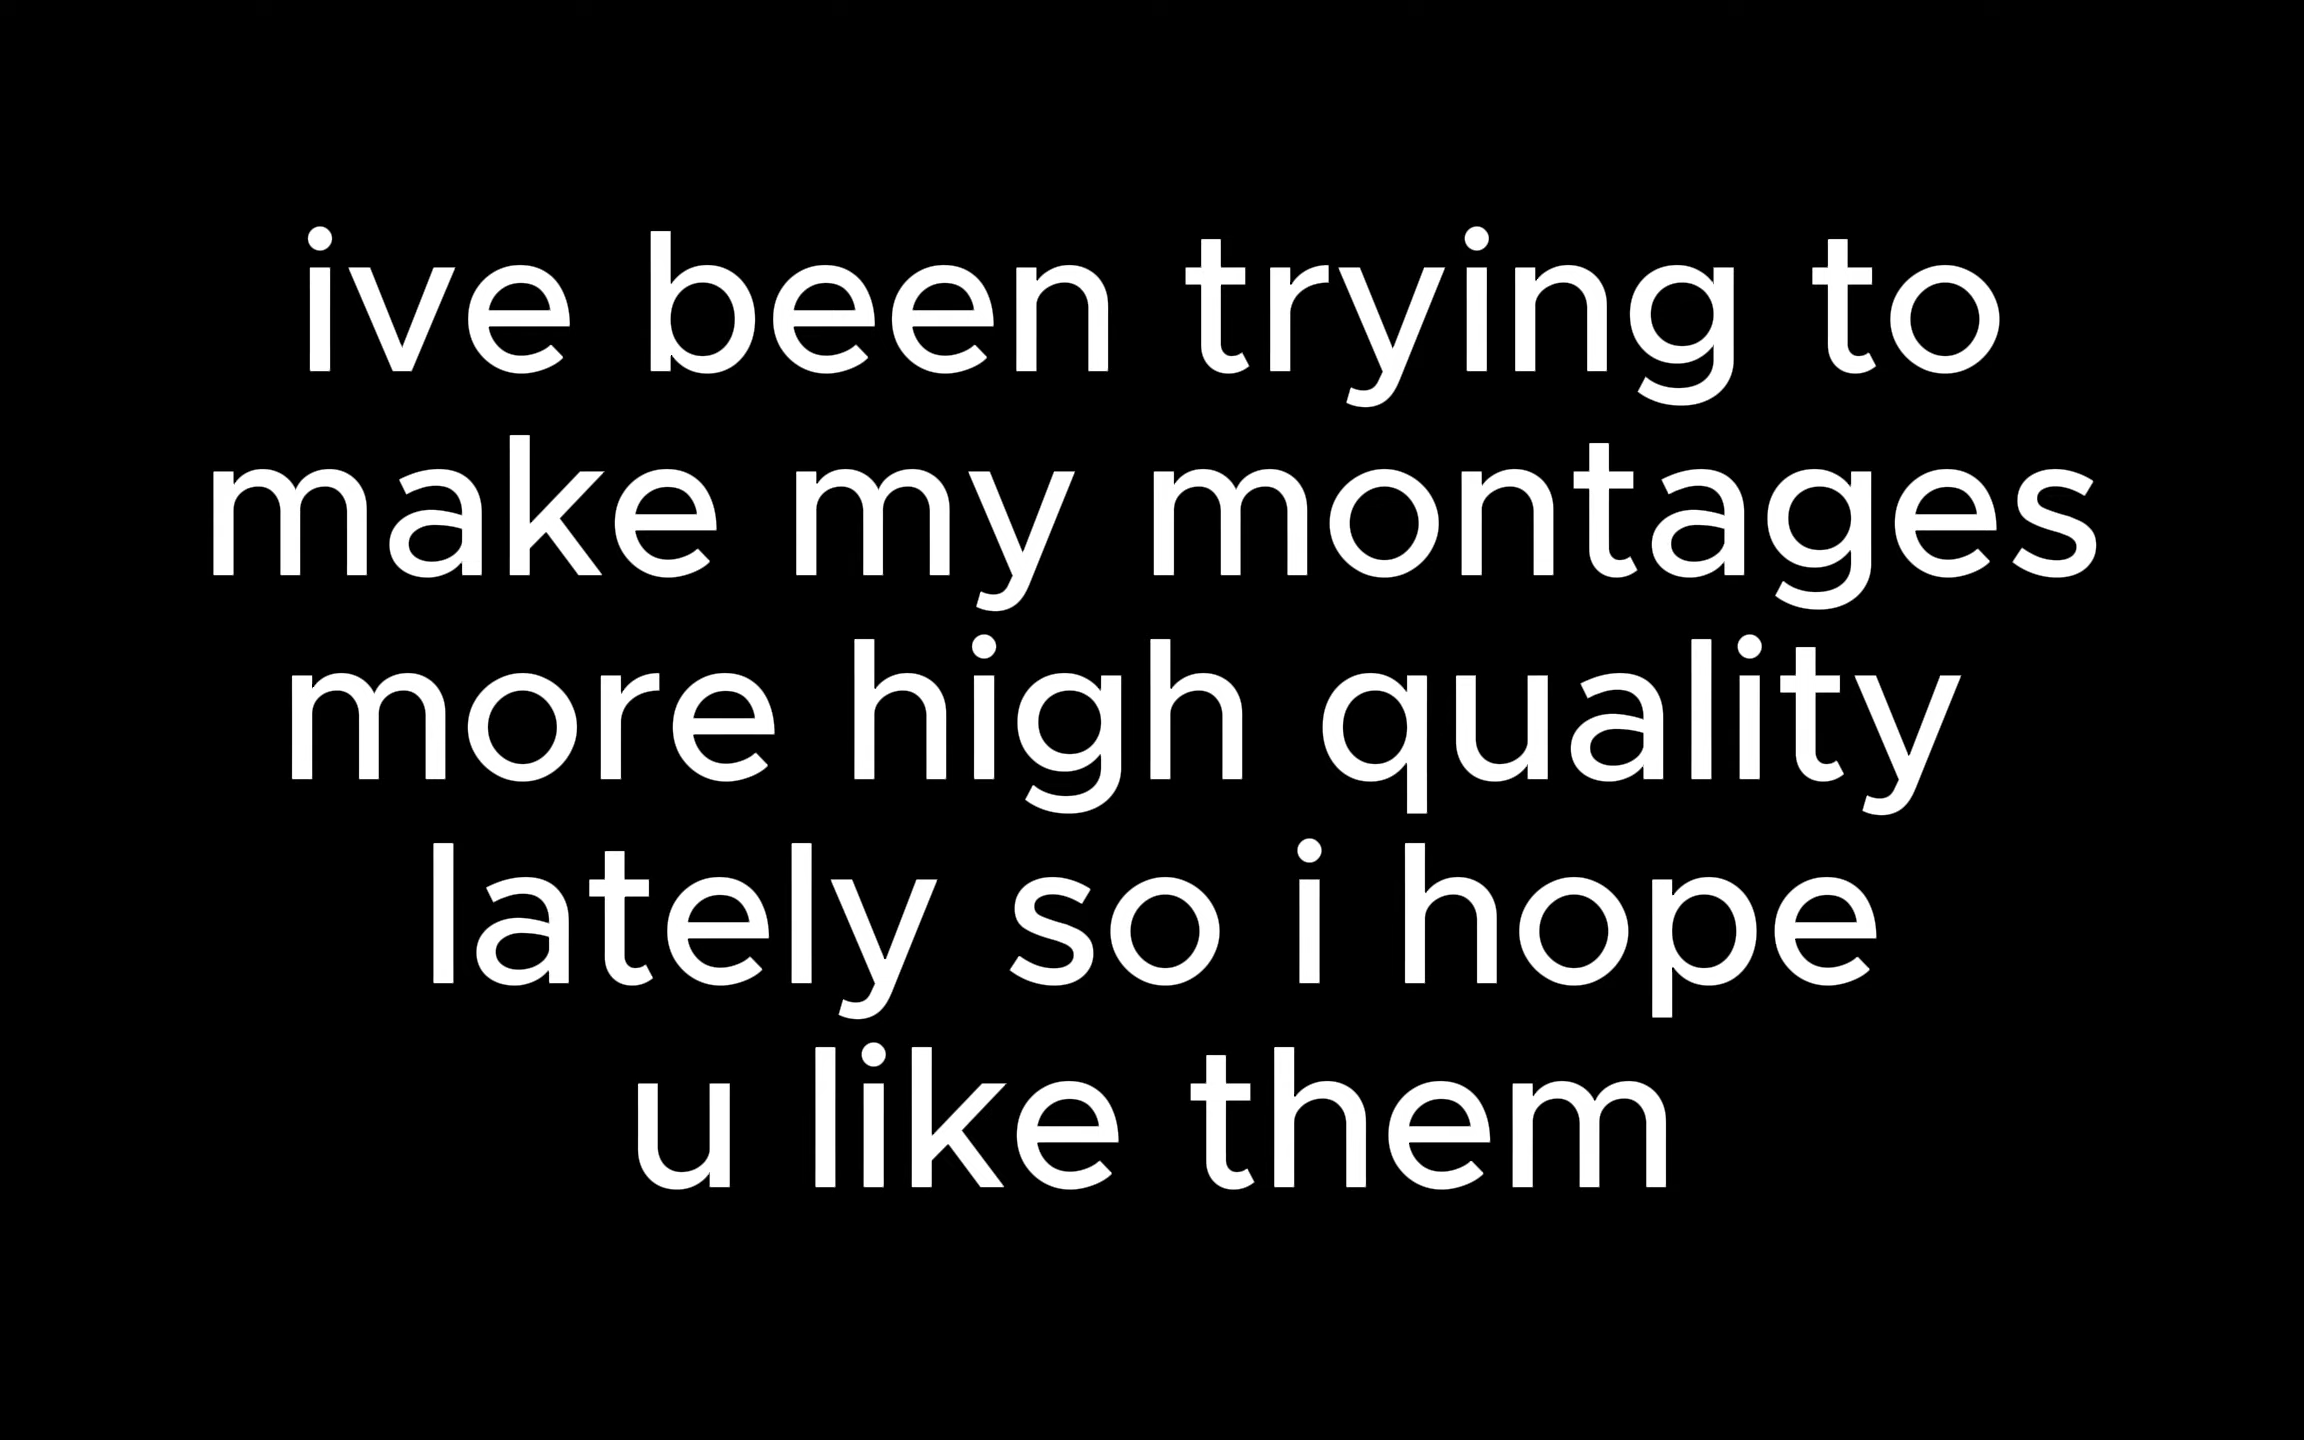 ive been trying to
make my montages
more high quality
lately so i hope
u like them